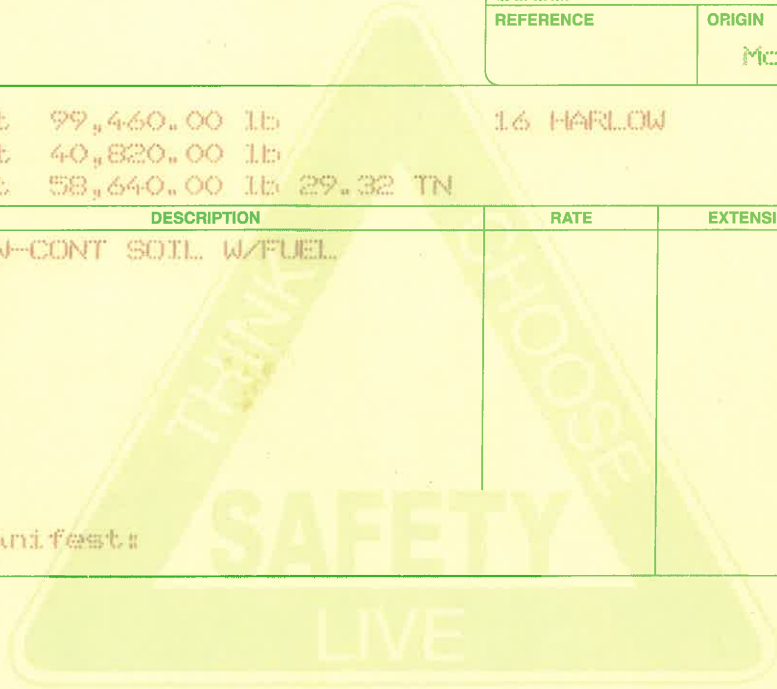 REFERENCE ORIGIN
99,460.00 lb 16 HARLOW
40,820.00 lb
58,640.00 lb 29.32 TN
DESCRIPTION RATE EXTENSI
W-CONT SOIL W/FUEL
THINK
CHOOSE
anifest:
SAFETY
LIVE